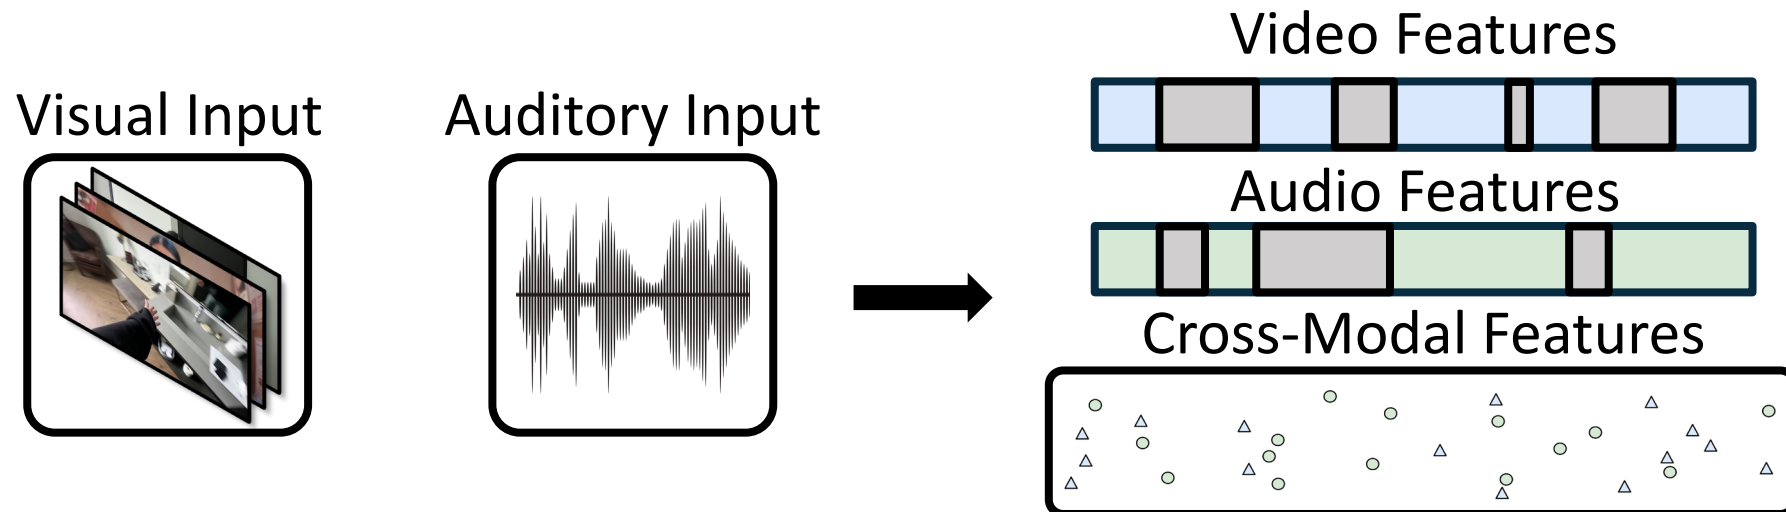 Visual Input
Auditory Input
Video Features
Audio Features
Cross-Modal Features